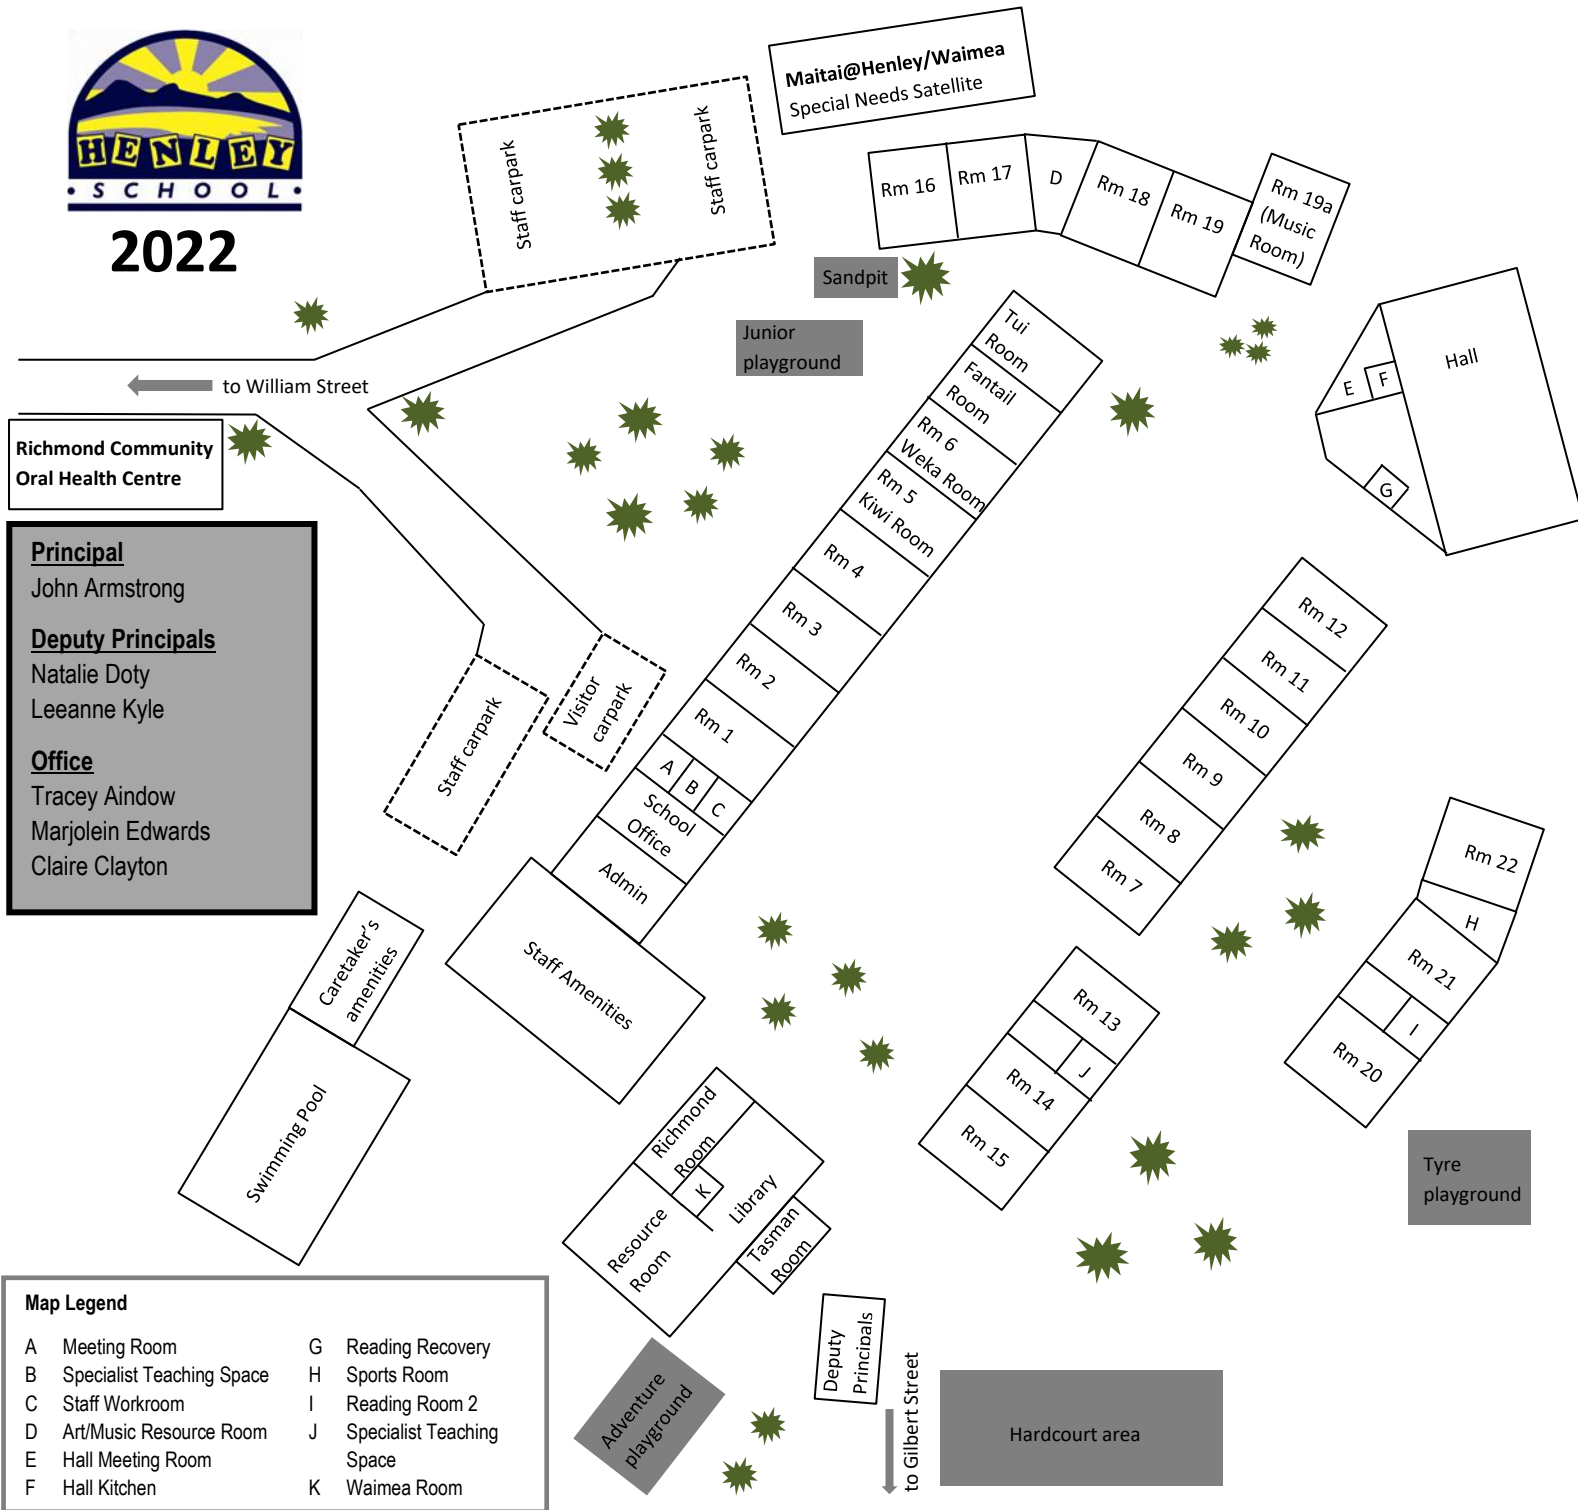 HENLEY
• SCHOOL •
2022
Maitai@Henley/Waimea
Special Needs Satellite
Staff carpark
Staff carpark
Rm 16
Rm 17
D
Rm 18
Rm 19
Rm 19a
(Music
Room)
Sandpit
Junior
playground
to William Street
Richmond Community
Oral Health Centre
Principal
John Armstrong
Deputy Principals
Natalie Doty
Leeanne Kyle
Office
Tracey Aindow
Marjolein Edwards
Claire Clayton
Tui
Room
Fantail
Room
Rm 6
Weka Room
Rm 5
Kiwi Room
Rm 4
Rm 3
Rm 2
Rm 1
A
B
C
School
Office
Admin
Staff Amenities
Visitor
carpark
Staff carpark
Hall
E
F
G
Rm 12
Rm 11
Rm 10
Rm 9
Rm 8
Rm 7
Rm 22
H
Rm 21
I
Rm 20
Rm 13
J
Rm 14
Rm 15
Caretaker's
amenities
Swimming Pool
Richmond
Room
K
Library
Resource
Room
Tasman
Room
Tyre
playground
Deputy
Principals
Adventure
playground
to Gilbert Street
Hardcourt area
Map Legend
A Meeting Room
B Specialist Teaching Space
C Staff Workroom
D Art/Music Resource Room
E Hall Meeting Room
F Hall Kitchen
G Reading Recovery
H Sports Room
I Reading Room 2
J Specialist Teaching
Space
K Waimea Room